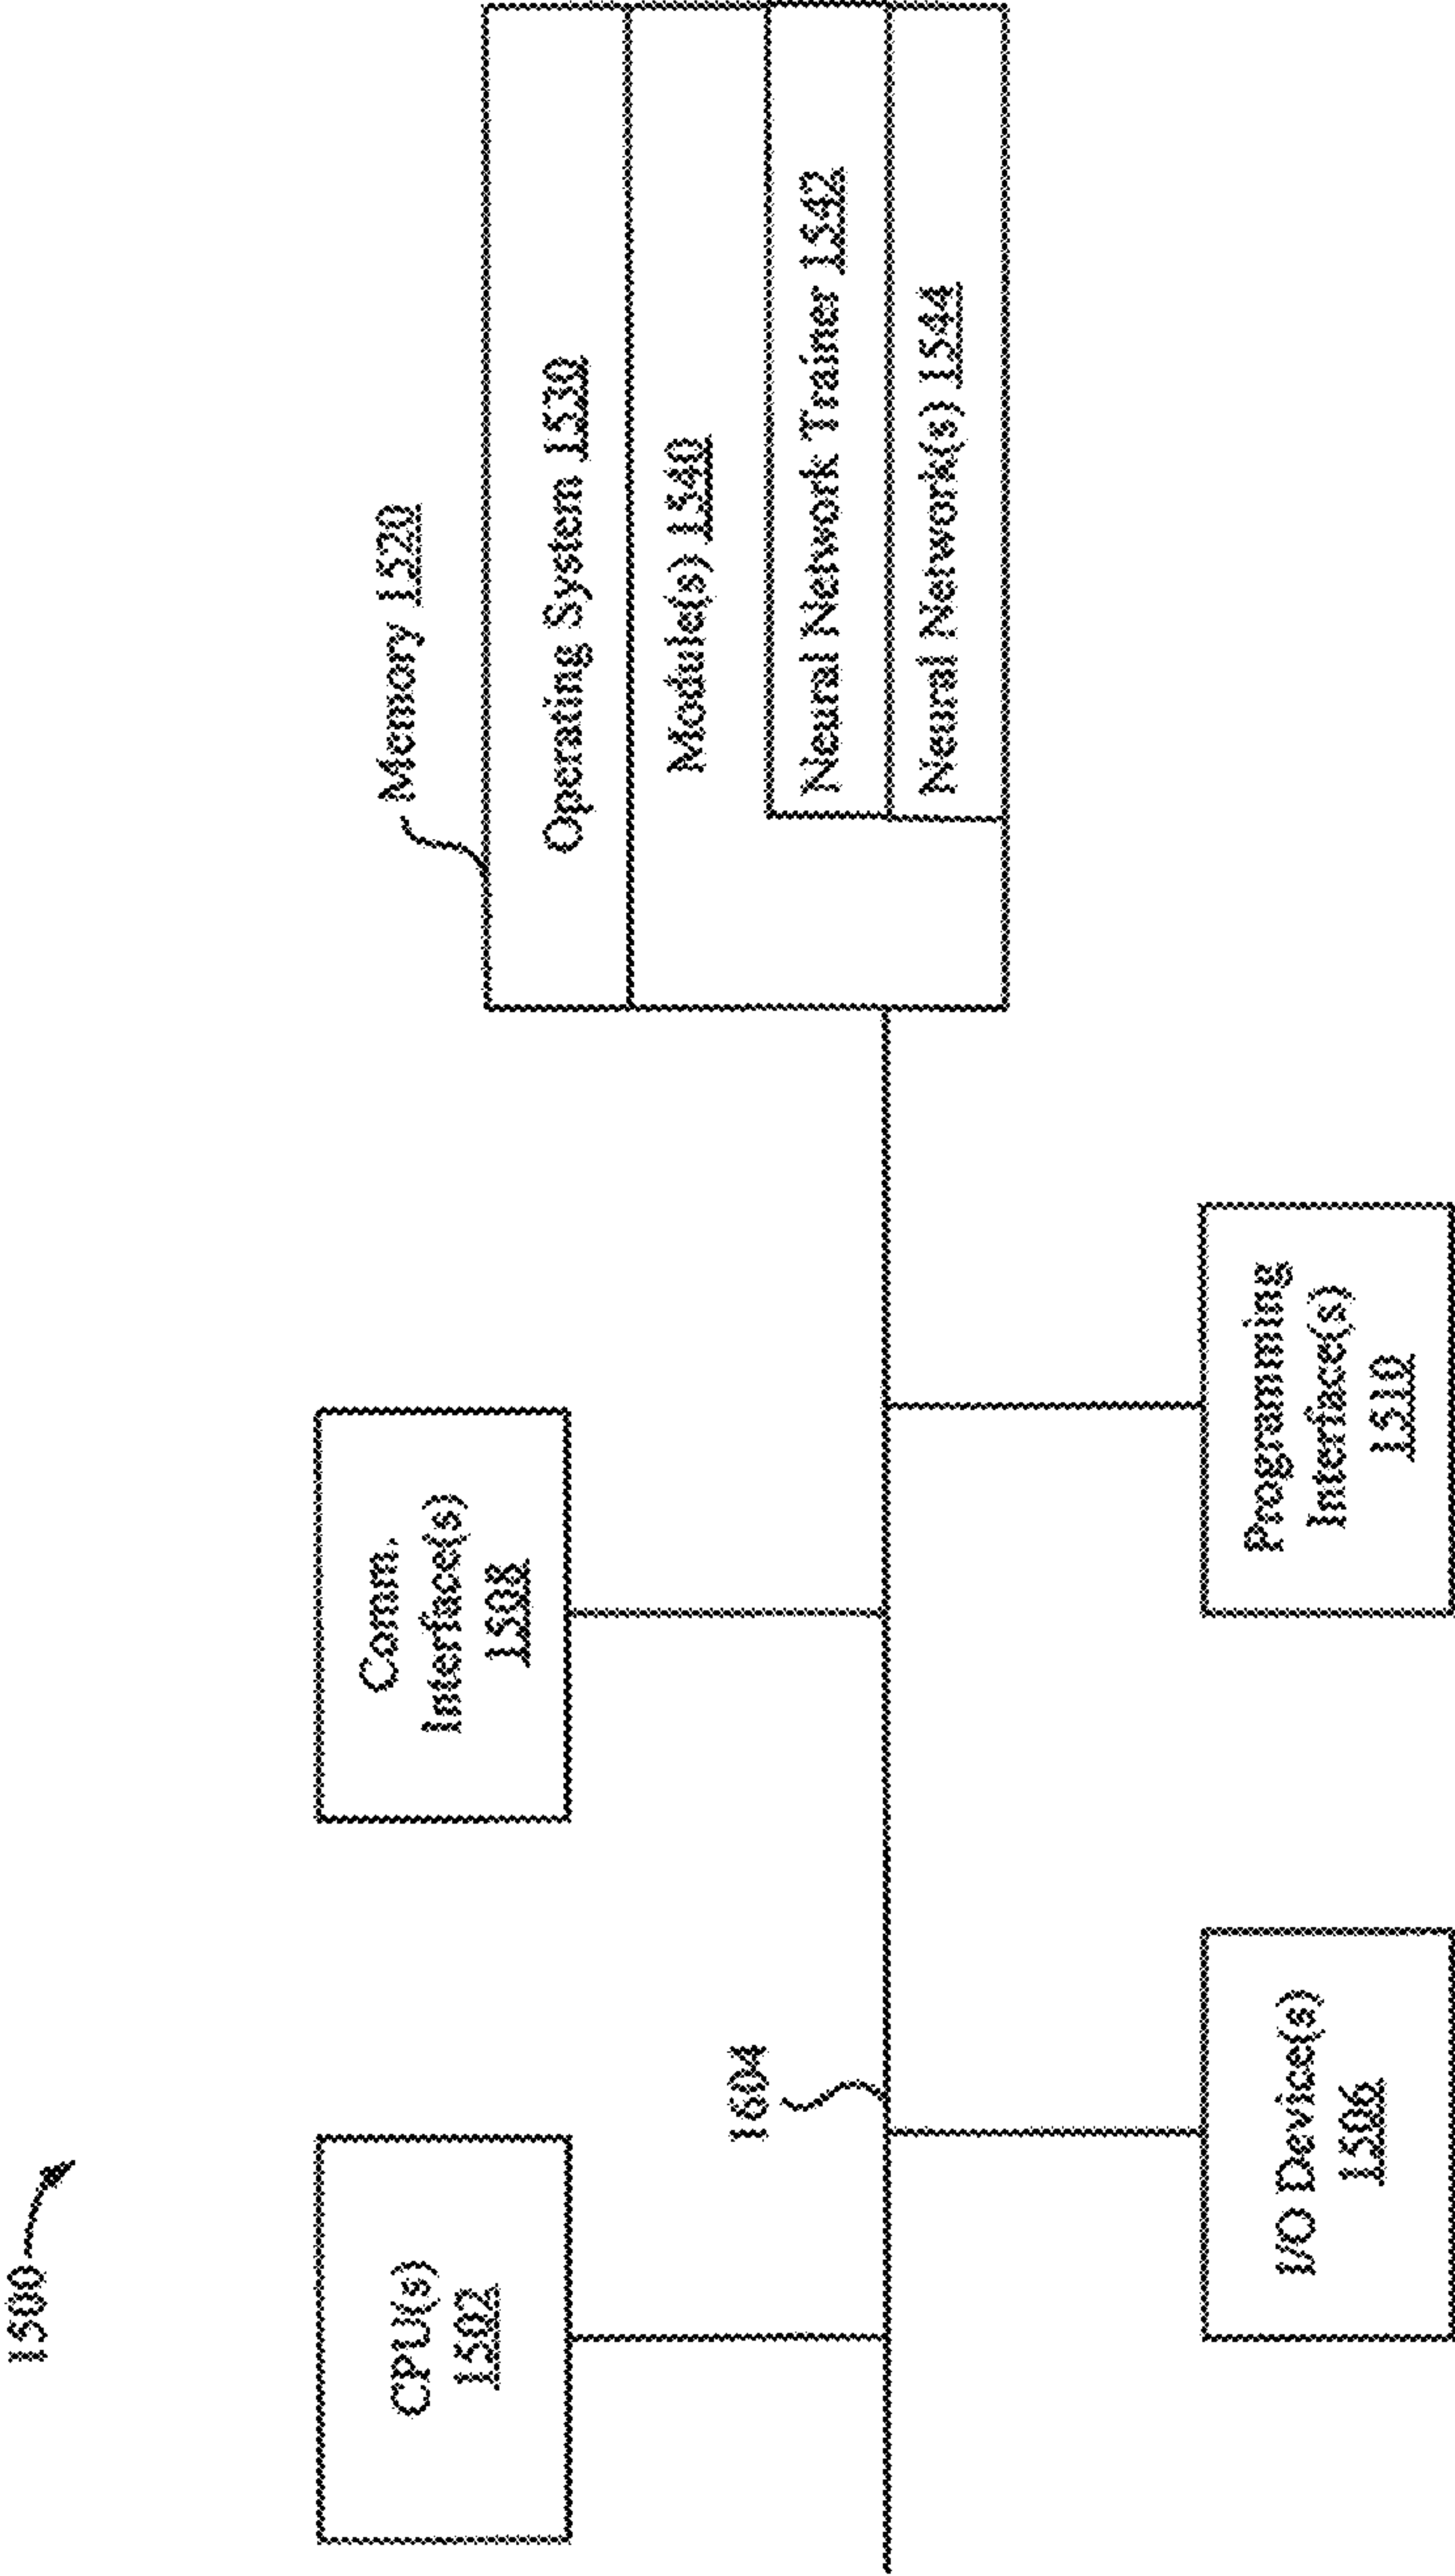 1500
CPU(s)
1502
Comm.
Interface(s)
1508
Memory 1520
Operating System 1530
Module(s) 1540
Neural Network Trainer 1542
Neural Network(s) 1544
1604
I/O Device(s)
1506
Programming
Interface(s)
1510